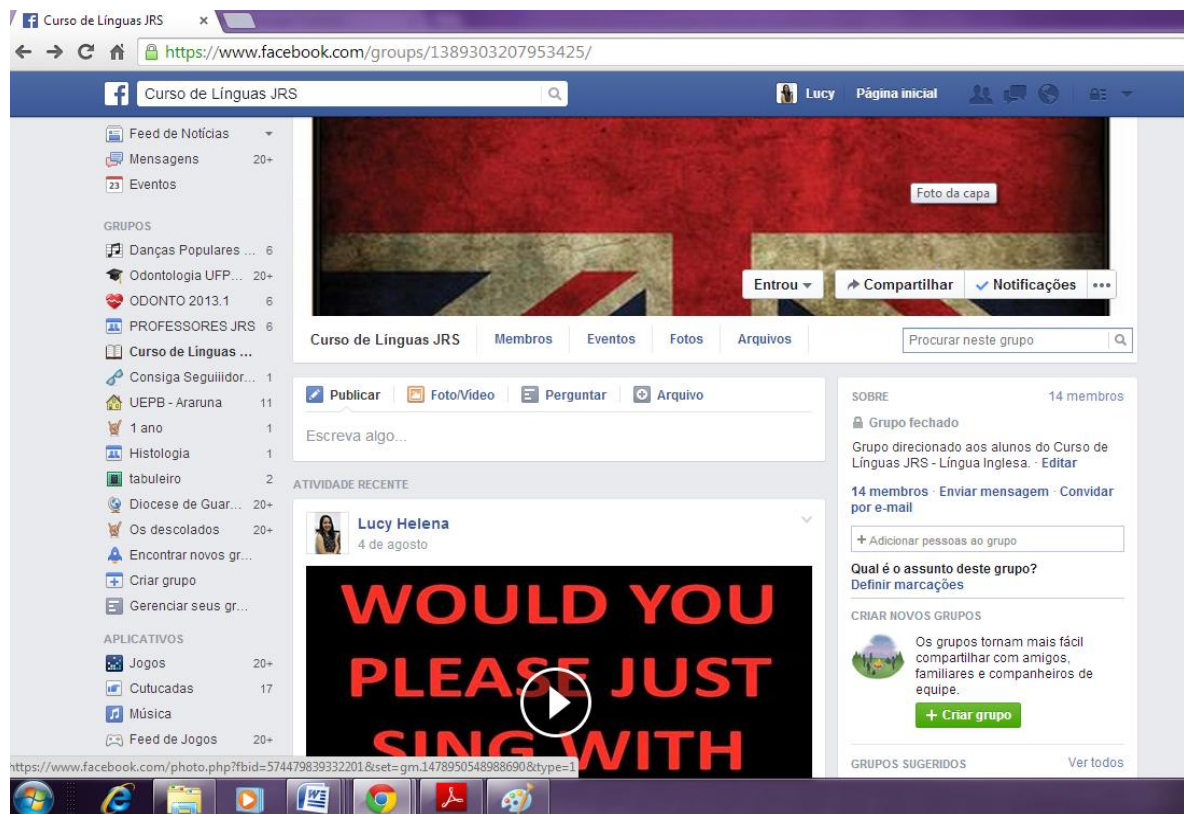 Curso de Línguas JRS
https://www.facebook.com/groups/1389303207953425/
Curso de Línguas JRS
Lucy Página inicial
Feed de Notícias
Mensagens 20+
23 Eventos
GRUPOS
Danças Populares ... 6
Odontologia UFP... 20+
ODONTO 2013.1 6
PROFESSORES JRS 6
Curso de Línguas ...
Consiga Seguiiidor... 1
UEPB - Araruna 11
1 ano 1
Histologia 1
tabuleiro 2
Diocese de Guar... 20+
Os descolados 20+
Encontrar novos gr...
Criar grupo
Gerenciar seus gr...
APLICATIVOS
Jogos 20+
Cutucadas 17
Música
Feed de Jogos 20+
https://www.facebook.com/photo.php?fbid=574479839332201&set=gm.1478950548988690&type=1
Foto da capa
Entrou
Compartilhar
Notificações
Curso de Línguas JRS Membros Eventos Fotos Arquivos
Procurar neste grupo
Publicar Foto/Vídeo Perguntar Arquivo
Escreva algo...
ATIVIDADE RECENTE
Lucy Helena
4 de agosto
WOULD YOU
PLEASE JUST
SING WITH
SOBRE 14 membros
Grupo fechado
Grupo direcionado aos alunos do Curso de
Línguas JRS - Língua Inglesa. · Editar
14 membros · Enviar mensagem · Convidar
por e-mail
+ Adicionar pessoas ao grupo
Qual é o assunto deste grupo?
Definir marcações
CRIAR NOVOS GRUPOS
Os grupos tornam mais fácil
compartilhar com amigos,
familiares e companheiros de
equipe.
+ Criar grupo
GRUPOS SUGERIDOS Ver todos